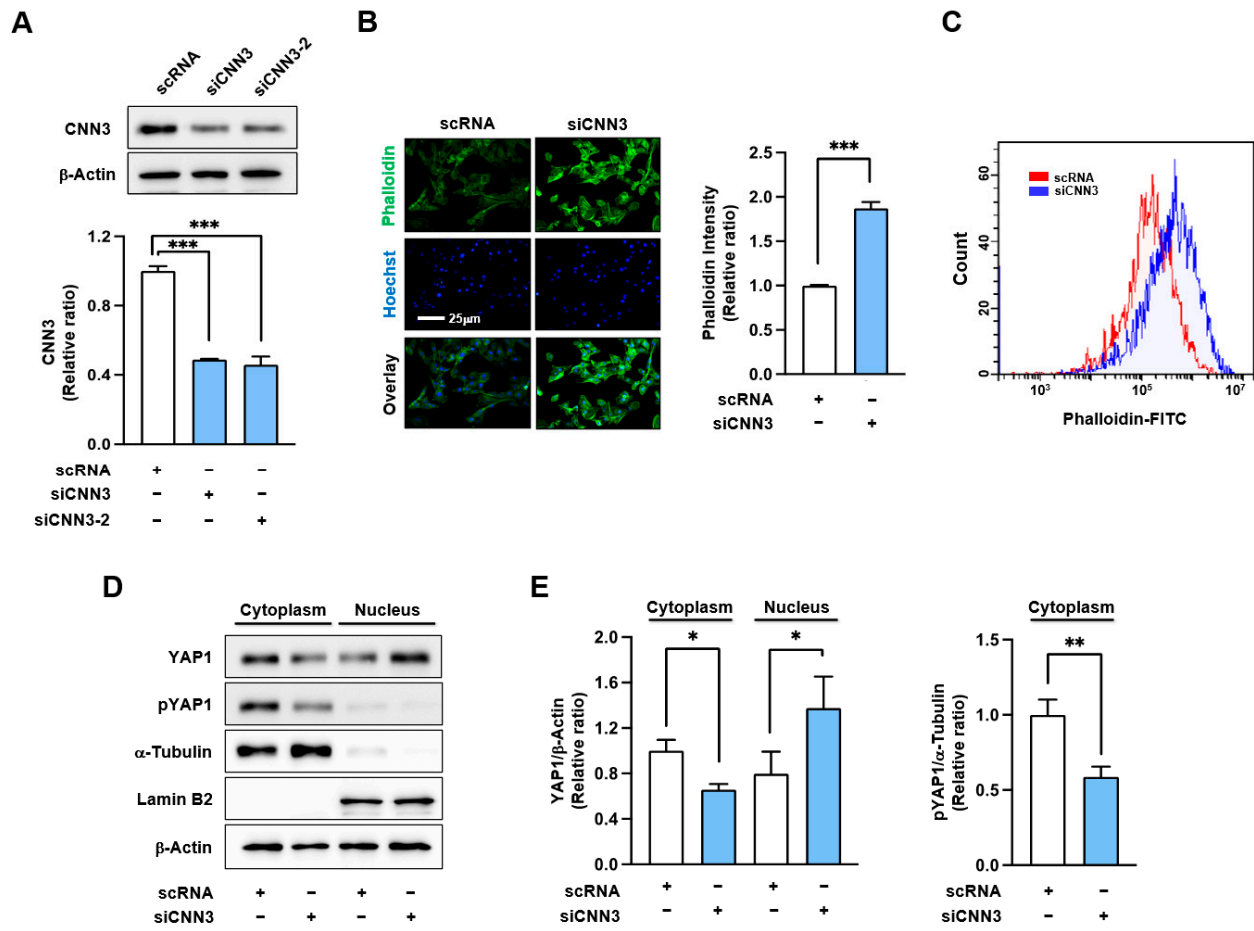 A
scRNA
siCNN3
siCNN3-2
CNN3
β-Actin
*** 
***
CNN3
(Relative ratio)
1.2
0.8
0.4
0.0
scRNA + – –
siCNN3 – + –
siCNN3-2 – – +
B
scRNA siCNN3
Phalloidin
Hoechst
25μm
Overlay
***
Phalloidin Intensity
(Relative ratio)
2.5
2.0
1.5
1.0
0.5
0.0
scRNA + –
siCNN3 – +
C
scRNA
siCNN3
Count
60
40
20
0
10³ 10⁵ 10⁷
Phalloidin-FITC
D
Cytoplasm Nucleus
YAP1
pYAP1
α-Tubulin
Lamin B2
β-Actin
scRNA + – + –
siCNN3 – + – +
E
Cytoplasm Nucleus
* *
YAP1/β-Actin
(Relative ratio)
2.0
1.6
1.2
0.8
0.4
0.0
scRNA + – + –
siCNN3 – + – +
Cytoplasm
**
pYAP1/α-Tubulin
(Relative ratio)
1.5
1.0
0.5
0.0
scRNA + –
siCNN3 – +